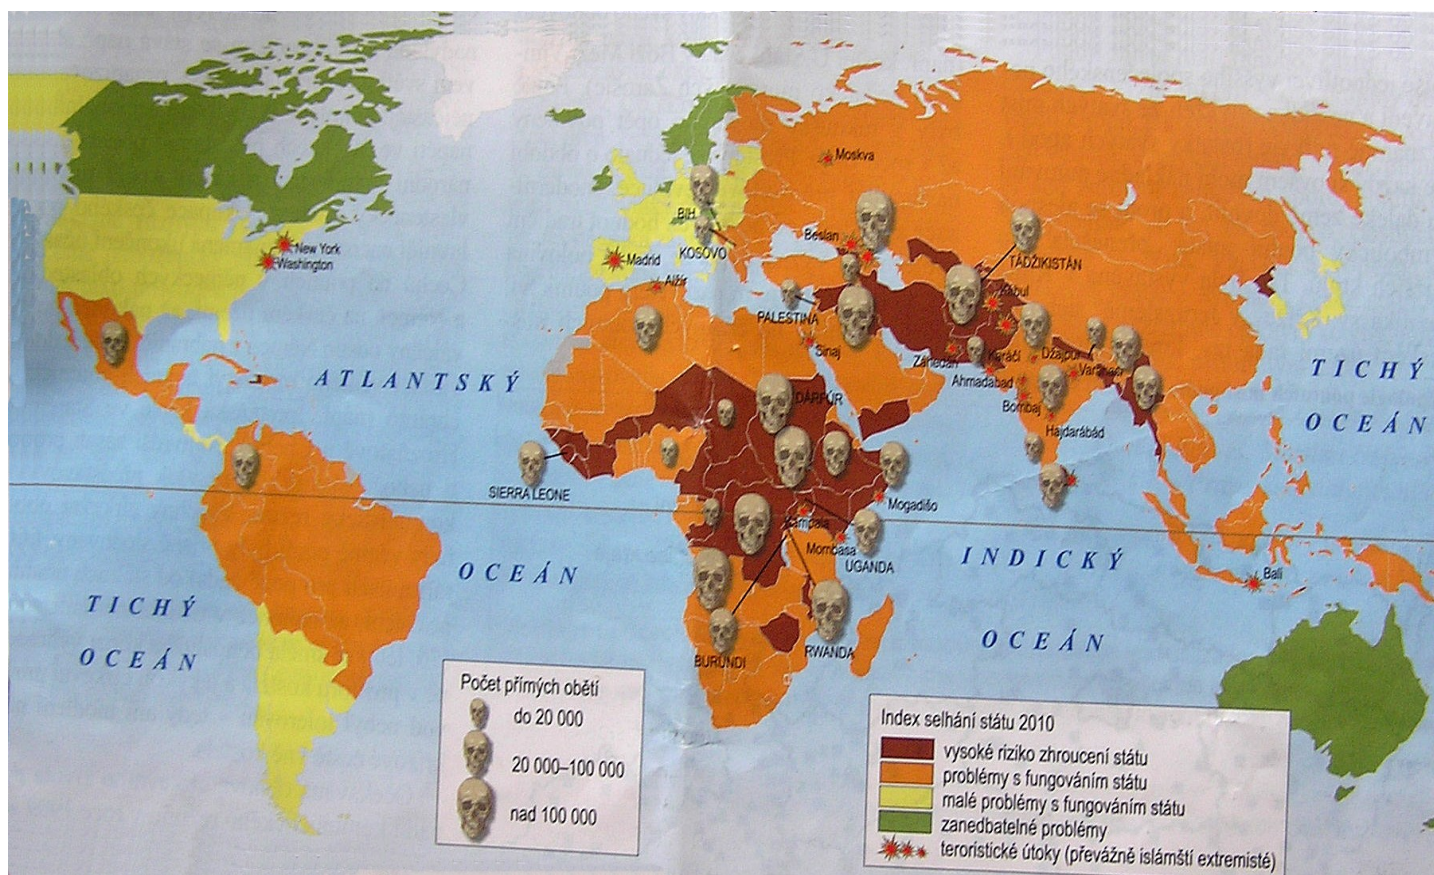 Moskva
BIH
KOSOVO
Beslan
New York
Washington
Madrid
Alžír
TÁDŽIKISTÁN
Kábul
PALESTINA
Sinaj
Záhedán
Karáčí
Džajpur
Ahmadabad
Varanasi
Bombaj
Hajdarábád
DÁRFÚR
ATLANTSKÝ
OCEÁN
TICHÝ
OCEÁN
SIERRA LEONE
Mogadišo
Kampala
Mombasa
UGANDA
INDICKÝ
OCEÁN
Bali
TICHÝ
OCEÁN
BURUNDI
RWANDA
Počet přímých obětí
do 20 000
20 000–100 000
nad 100 000
Index selhání státu 2010
vysoké riziko zhroucení státu
problémy s fungováním státu
malé problémy s fungováním státu
zanedbatelné problémy
teroristické útoky (převážně islámští extremisté)